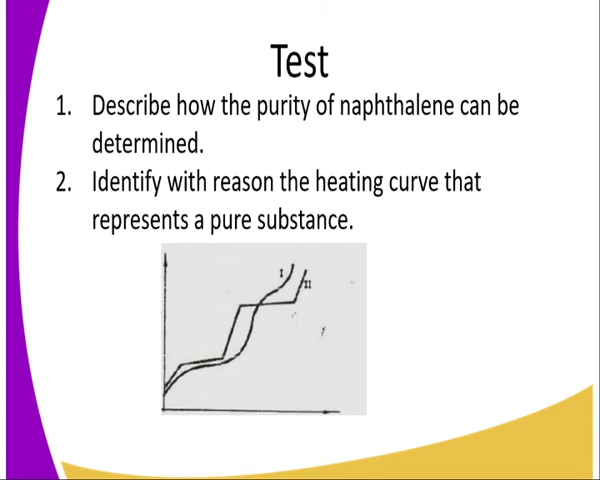 Test
1. Describe how the purity of naphthalene can be
determined.
2. Identify with reason the heating curve that
represents a pure substance.
I
II